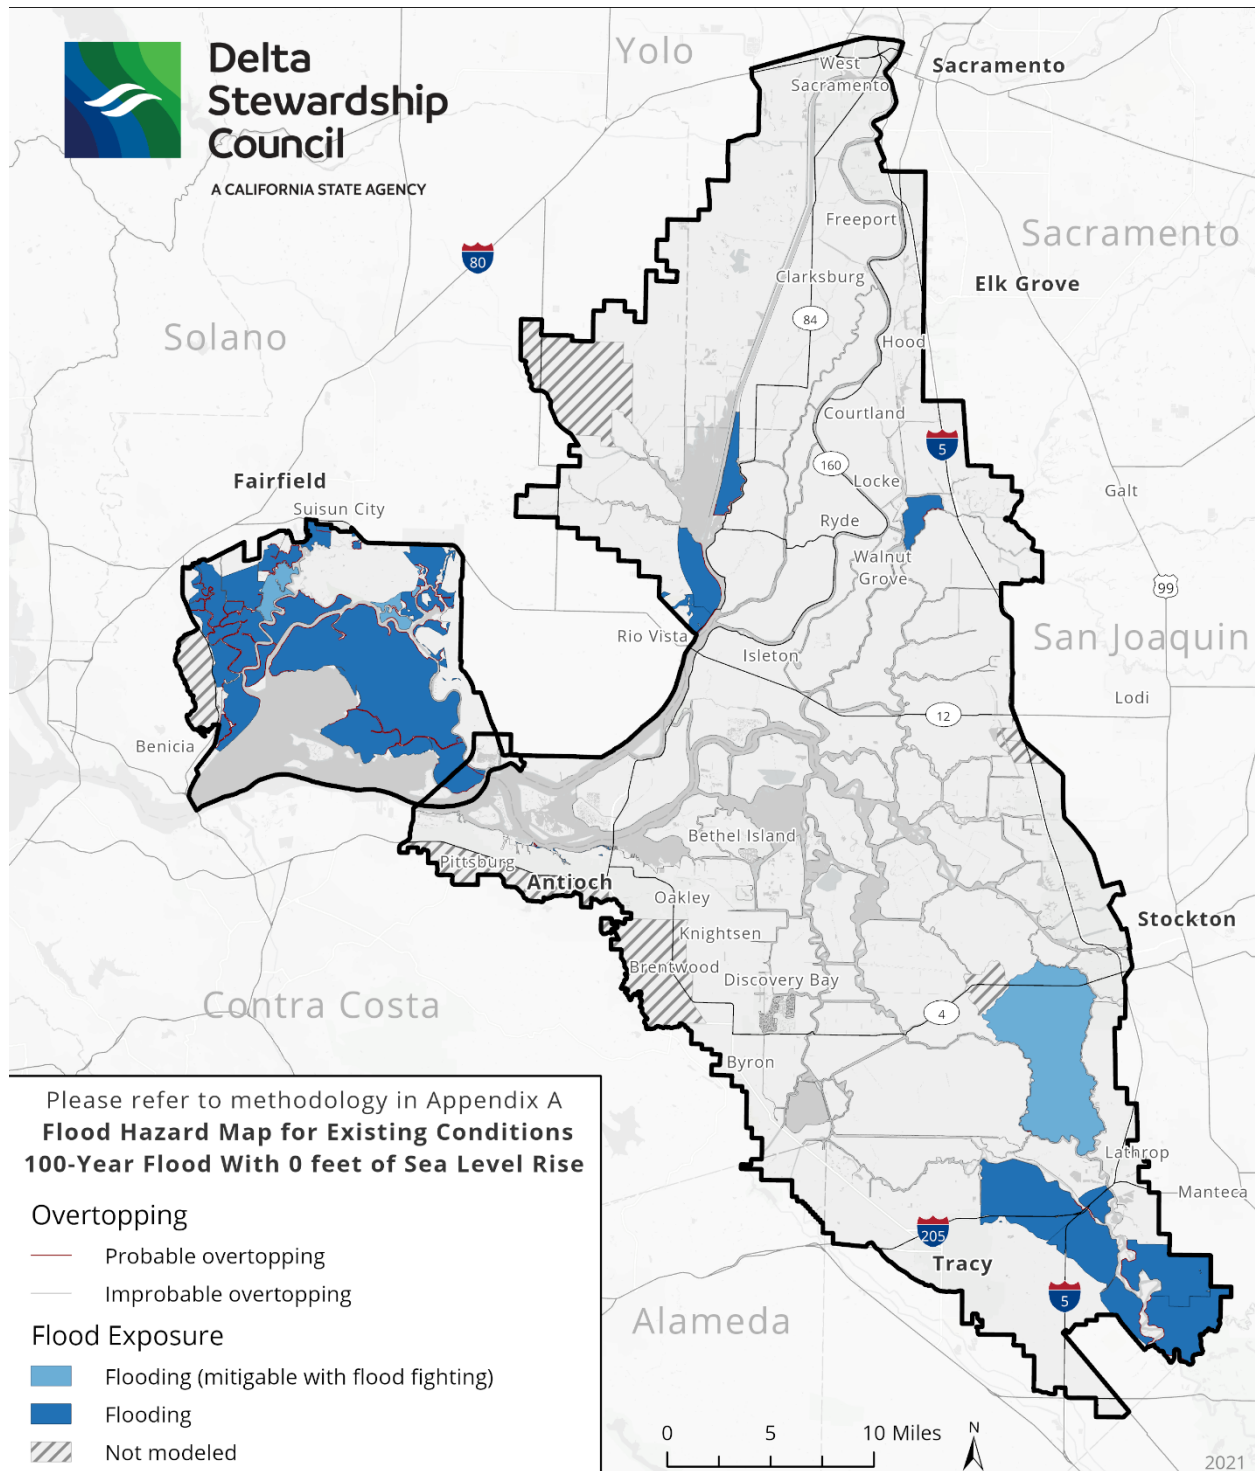 Delta
Stewardship
Council
A CALIFORNIA STATE AGENCY
Yolo
West
Sacramento
Sacramento
Freeport
Sacramento
80
Clarksburg
Elk Grove
84
Solano
Hood
Courtland
5
160
Fairfield
Locke
Galt
Suisun City
Ryde
Walnut
Grove
99
Rio Vista
San Joaquin
Isleton
Lodi
12
Benicia
Bethel Island
Pittsburg
Antioch
Oakley
Stockton
Knightsen
Brentwood
Discovery Bay
Contra Costa
4
Byron
Lathrop
Manteca
205
Tracy
5
Alameda
Please refer to methodology in Appendix A
Flood Hazard Map for Existing Conditions
100-Year Flood With 0 feet of Sea Level Rise
Overtopping
Probable overtopping
Improbable overtopping
Flood Exposure
Flooding (mitigable with flood fighting)
Flooding
Not modeled
0 5 10 Miles
N
2021